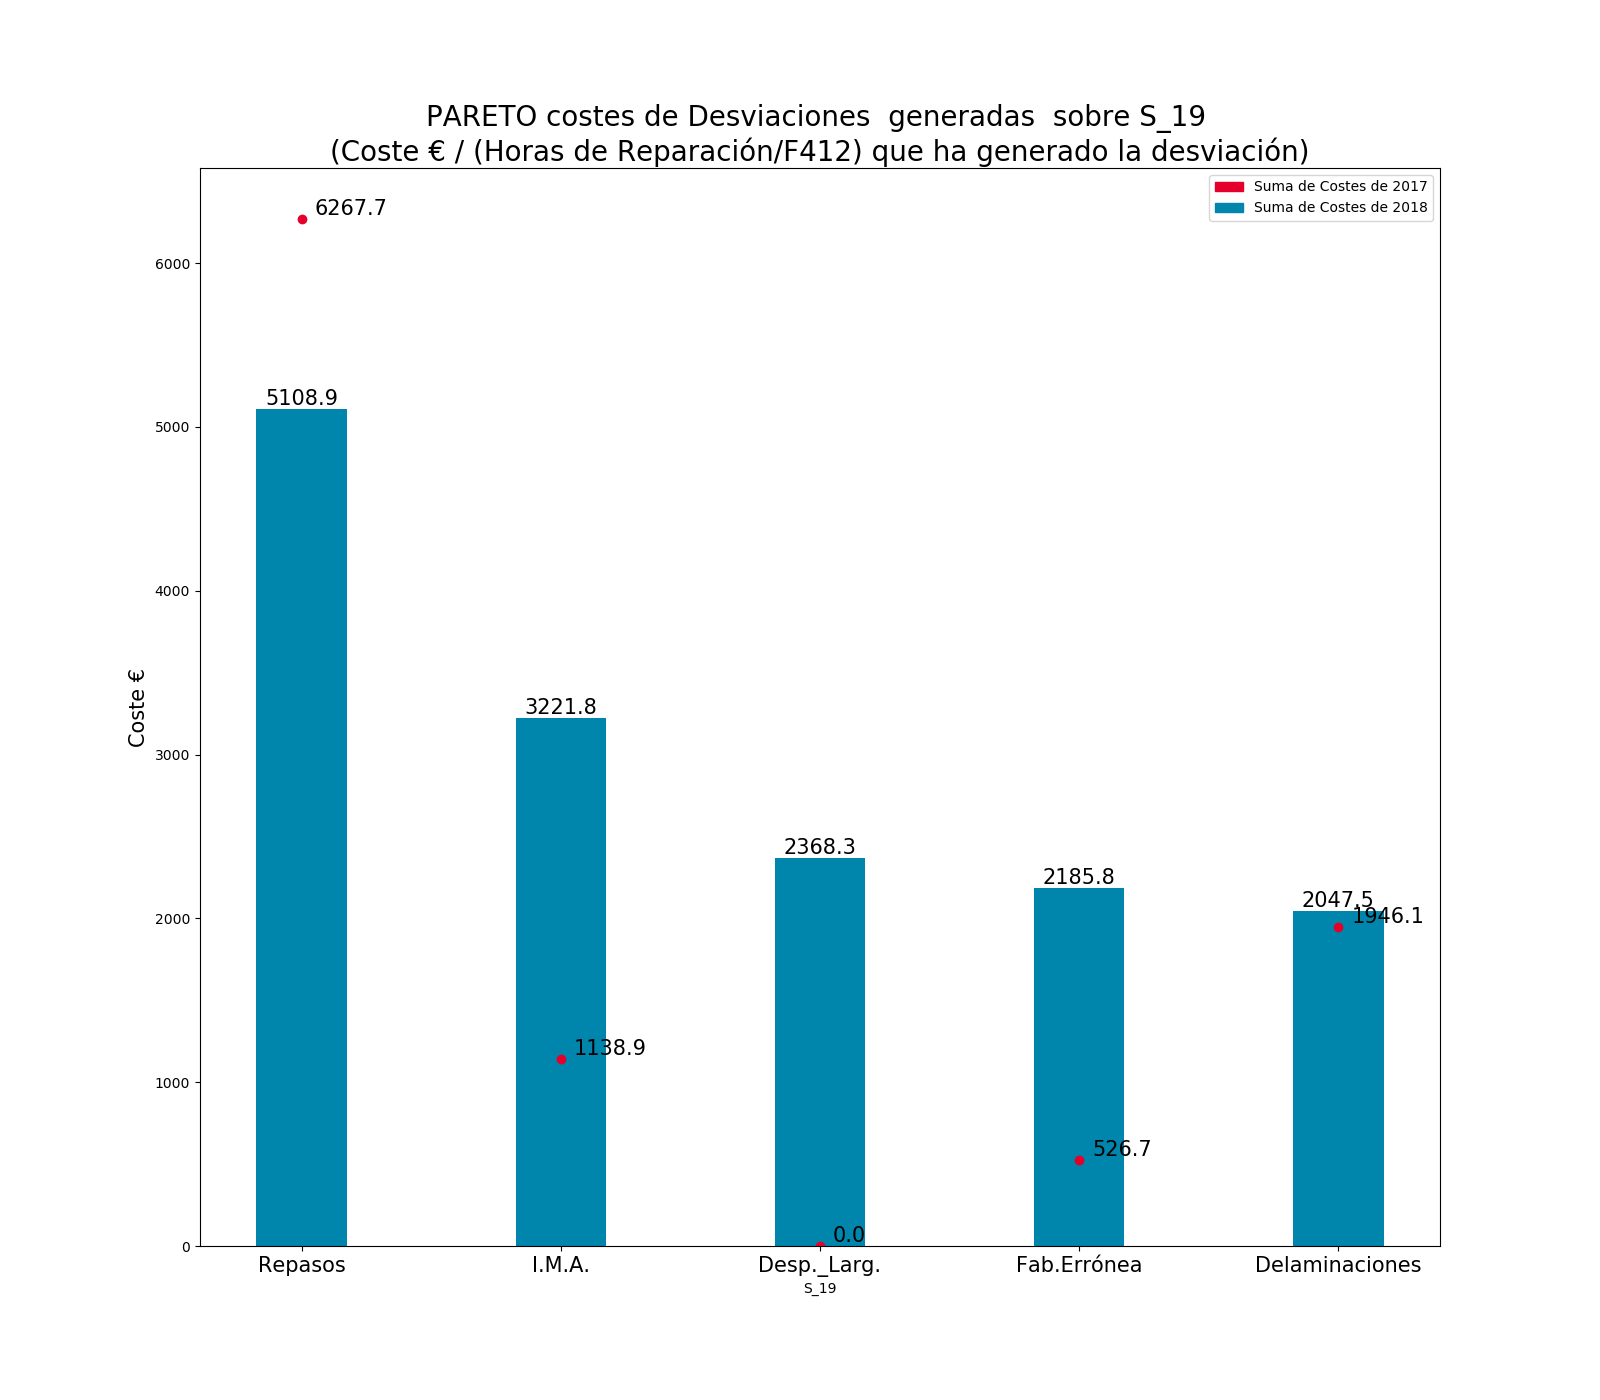 PARETO costes de Desviaciones  generadas  sobre S_19
(Coste € / (Horas de Reparación/F412) que ha generado la desviación)
Suma de Costes de 2017
Suma de Costes de 2018
6267.7
6000
5108.9
5000
4000
Coste €
3221.8
3000
2368.3
2185.8
2047.5
1946.1
2000
1138.9
1000
526.7
0.0
0
Repasos I.M.A. Desp._Larg. Fab.Errónea Delaminaciones
S_19